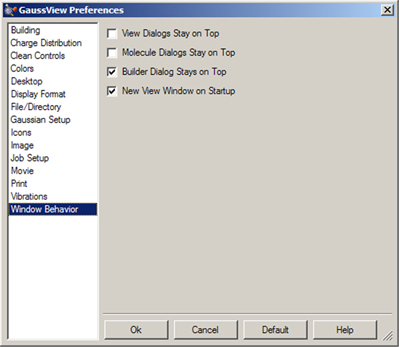 GaussView Preferences
Building
Charge Distribution
Clean Controls
Colors
Desktop
Display Format
File/Directory
Gaussian Setup
Icons
Image
Job Setup
Movie
Print
Vibrations
Window Behavior
View Dialogs Stay on Top
Molecule Dialogs Stay on Top
Builder Dialog Stays on Top
New View Window on Startup
Ok Cancel Default Help